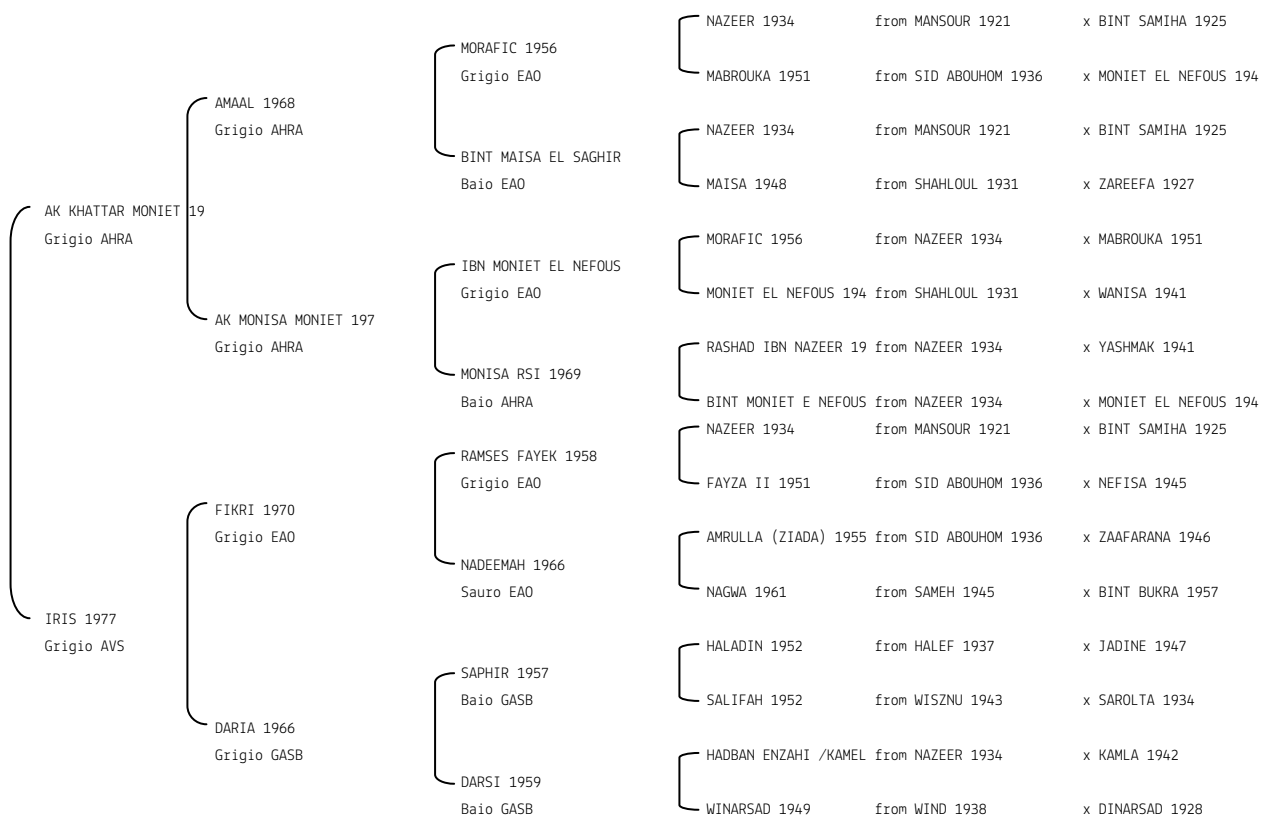 NAZEER 1934 from MANSOUR 1921 x BINT SAMIHA 1925
MORAFIC 1956
Grigio EAO
MABROUKA 1951 from SID ABOUHOM 1936 x MONIET EL NEFOUS 194
AMAAL 1968
Grigio AHRA
NAZEER 1934 from MANSOUR 1921 x BINT SAMIHA 1925
BINT MAISA EL SAGHIR
Baio EAO
MAISA 1948 from SHAHLOUL 1931 x ZAREEFA 1927
AK KHATTAR MONIET 19
Grigio AHRA
MORAFIC 1956 from NAZEER 1934 x MABROUKA 1951
IBN MONIET EL NEFOUS
Grigio EAO
MONIET EL NEFOUS 194 from SHAHLOUL 1931 x WANISA 1941
AK MONISA MONIET 197
Grigio AHRA
RASHAD IBN NAZEER 19 from NAZEER 1934 x YASHMAK 1941
MONISA RSI 1969
Baio AHRA
BINT MONIET E NEFOUS from NAZEER 1934 x MONIET EL NEFOUS 194
NAZEER 1934 from MANSOUR 1921 x BINT SAMIHA 1925
RAMSES FAYEK 1958
Grigio EAO
FAYZA II 1951 from SID ABOUHOM 1936 x NEFISA 1945
FIKRI 1970
Grigio EAO
AMRULLA (ZIADA) 1955 from SID ABOUHOM 1936 x ZAAFARANA 1946
NADEEMAH 1966
Sauro EAO
NAGWA 1961 from SAMEH 1945 x BINT BUKRA 1957
IRIS 1977
Grigio AVS
HALADIN 1952 from HALEF 1937 x JADINE 1947
SAPHIR 1957
Baio GASB
SALIFAH 1952 from WISZNU 1943 x SAROLTA 1934
DARIA 1966
Grigio GASB
HADBAN ENZAHI /KAMEL from NAZEER 1934 x KAMLA 1942
DARSI 1959
Baio GASB
WINARSAD 1949 from WIND 1938 x DINARSAD 1928